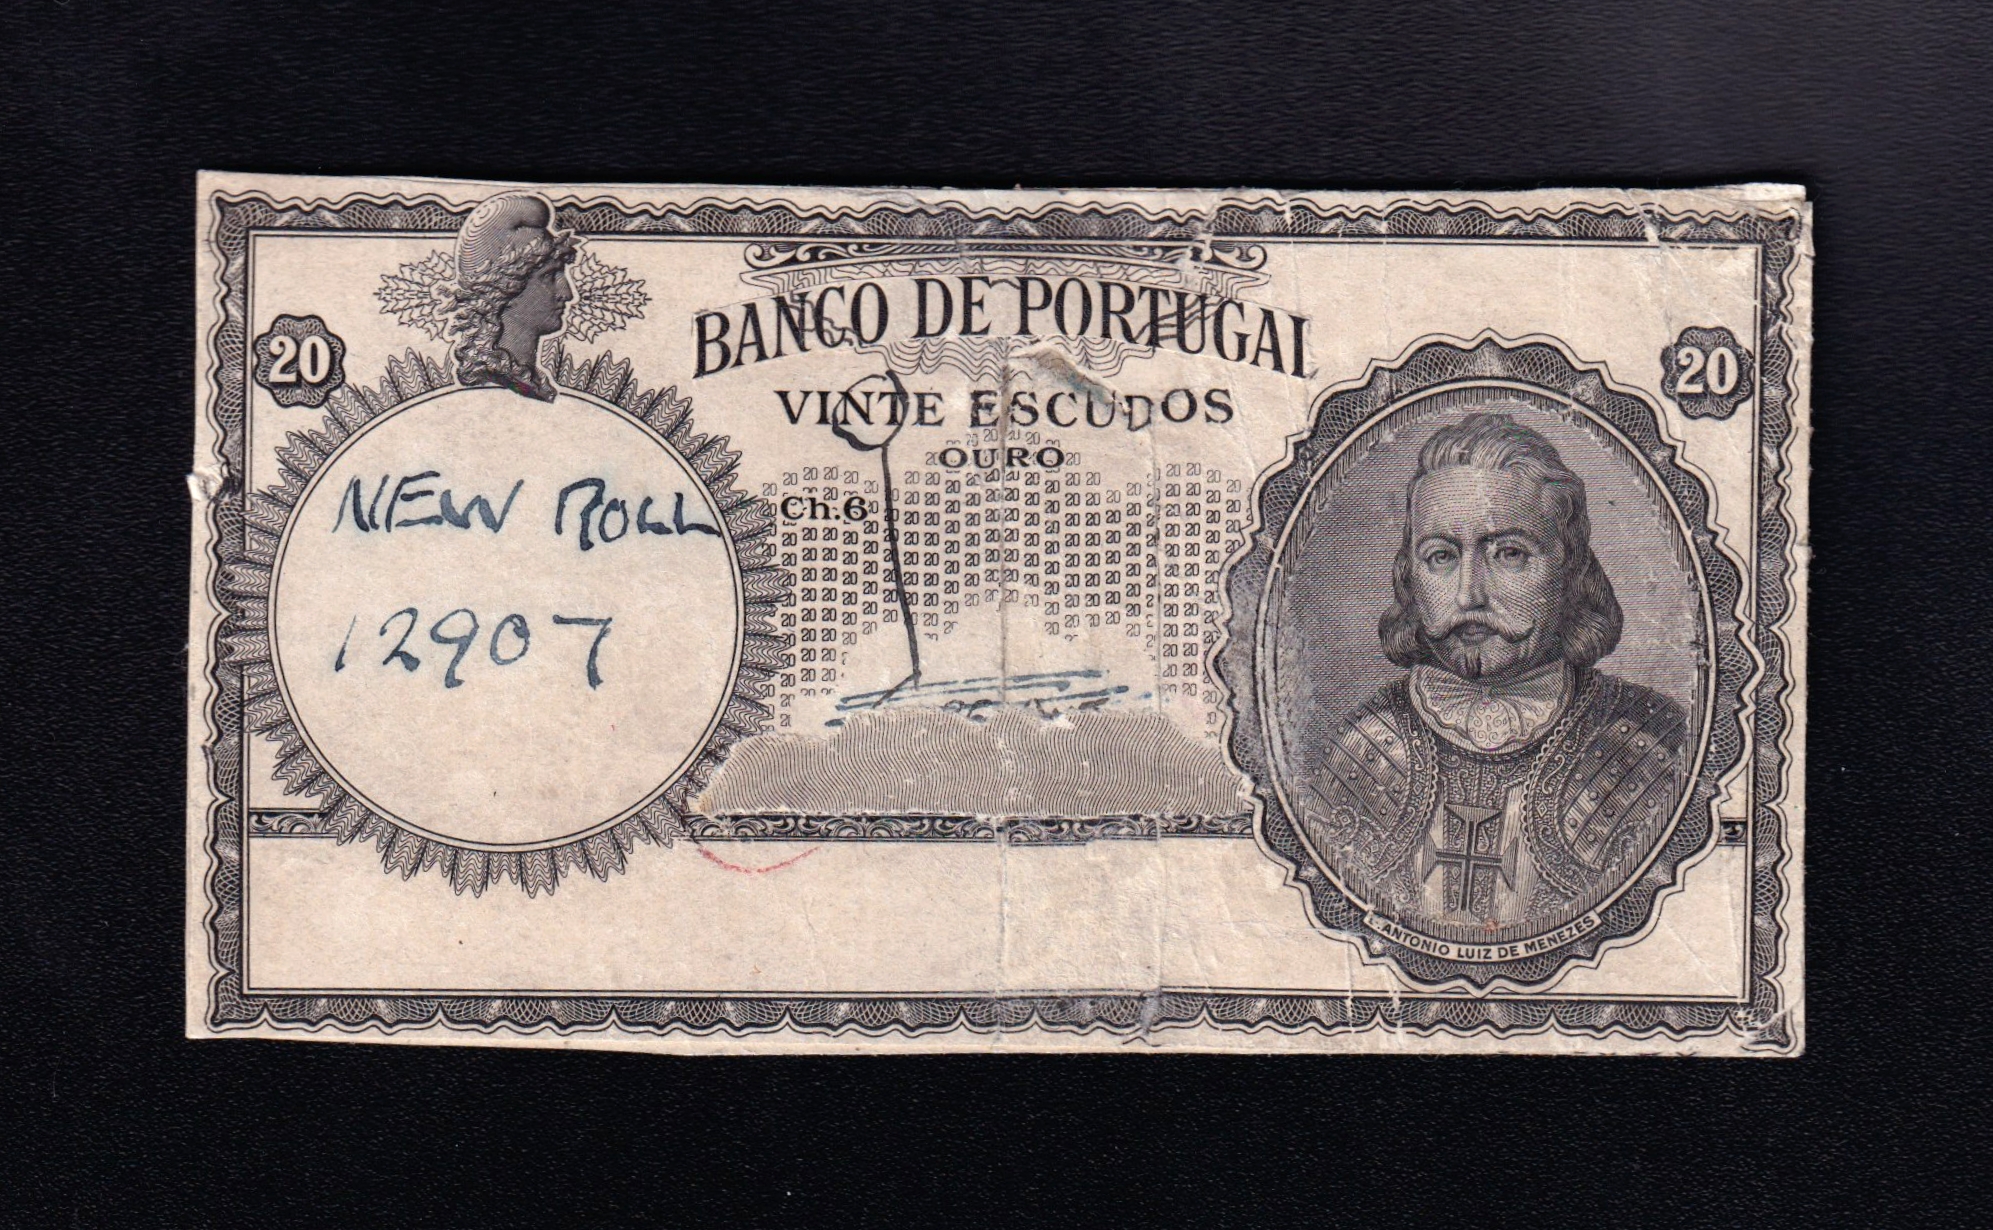 BANCO DE PORTUGAL
20
20
VINTE ESCUDOS
OURO
Ch.6
NEW ROLL
12907
D. ANTONIO LUIZ DE MENEZES